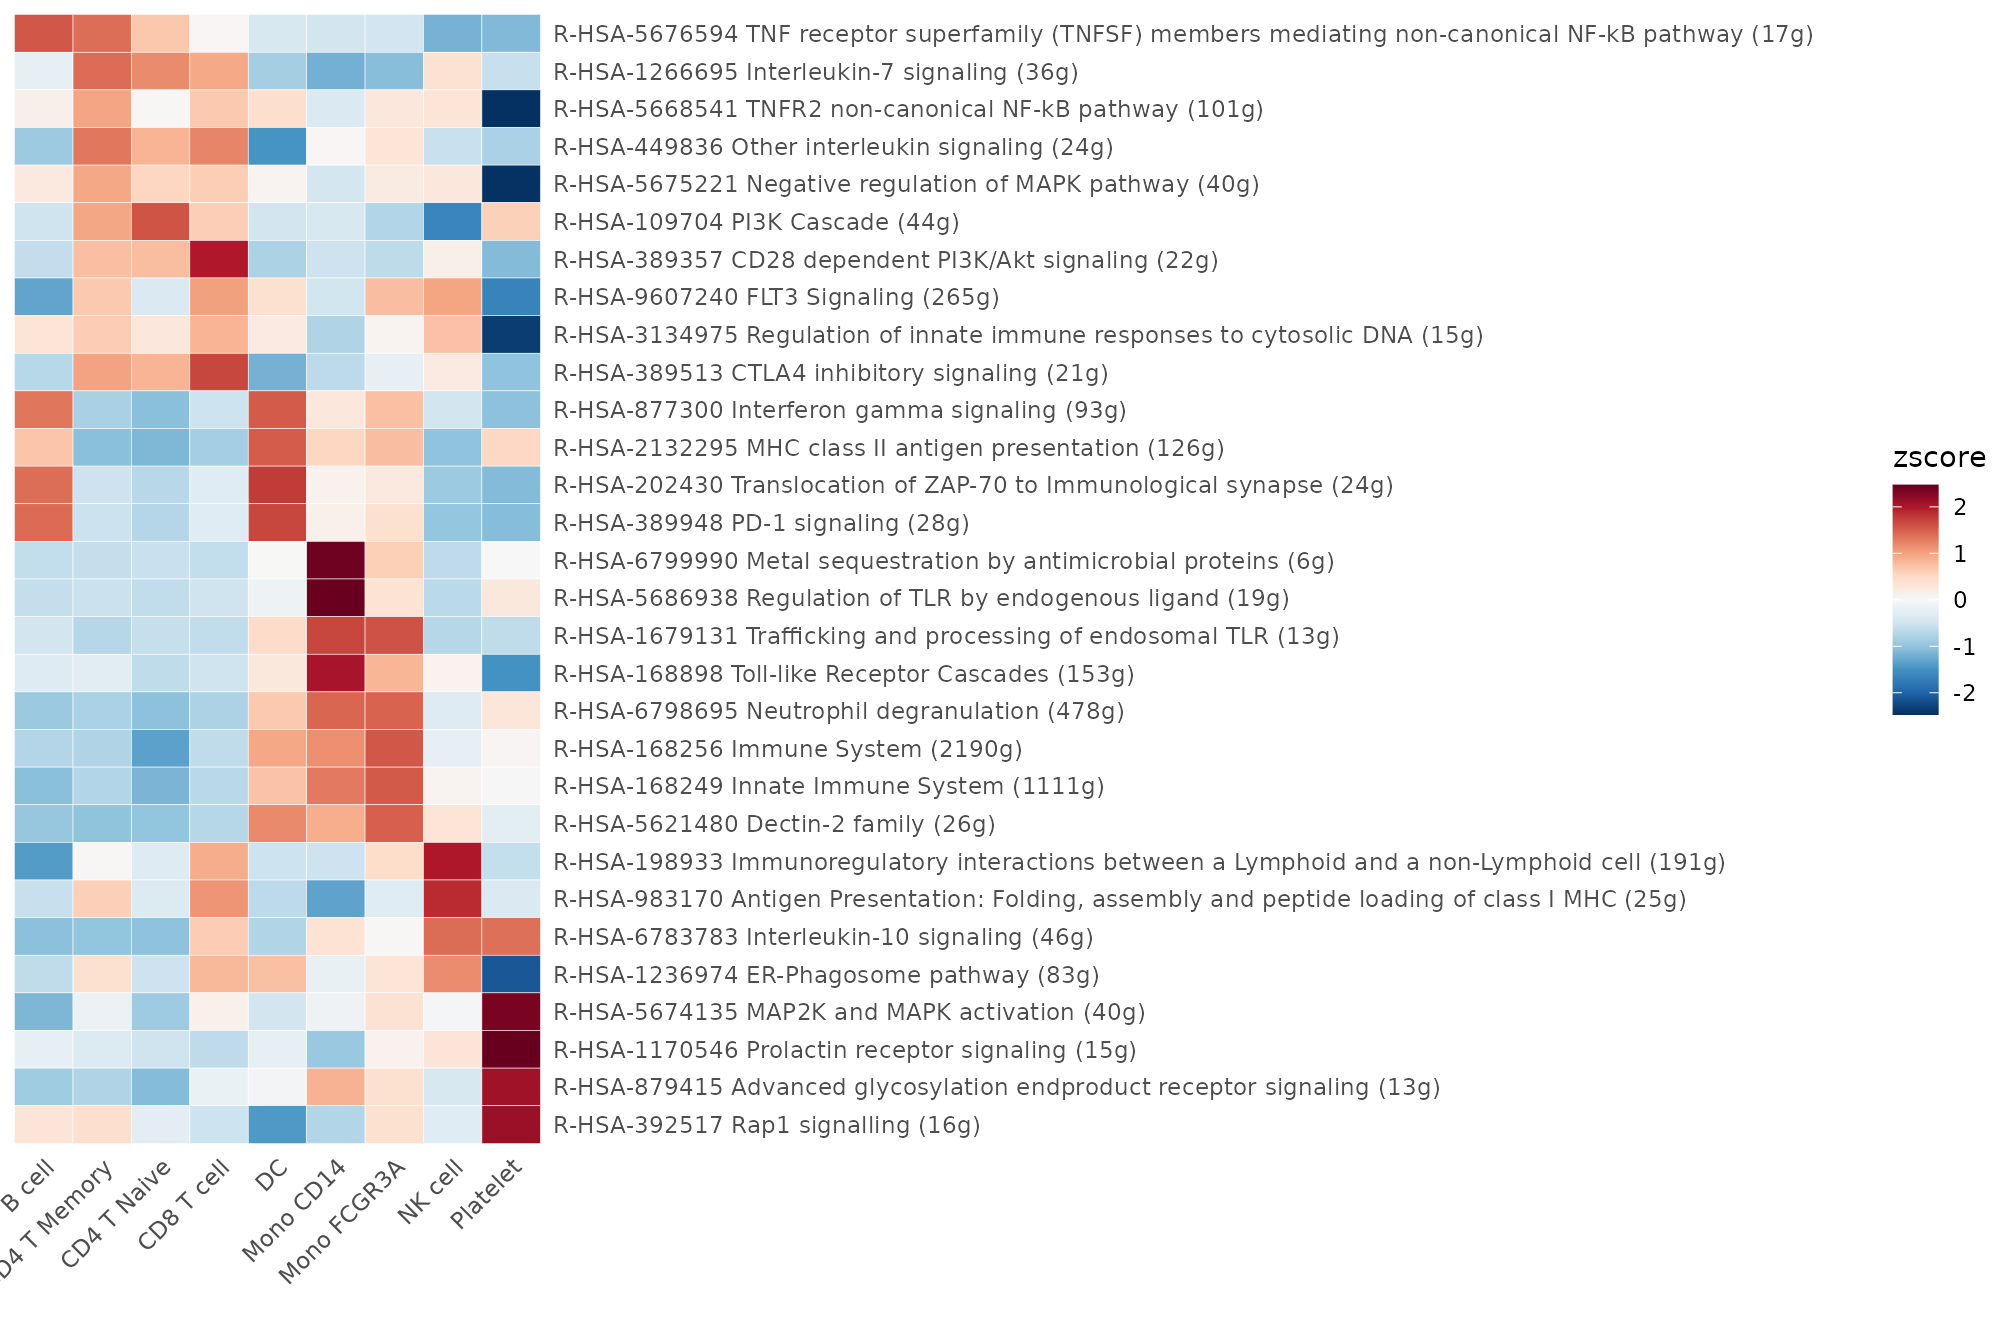 R-HSA-5676594 TNF receptor superfamily (TNFSF) members mediating non-canonical NF-kB pathway (17g)
R-HSA-1266695 Interleukin-7 signaling (36g)
R-HSA-5668541 TNFR2 non-canonical NF-kB pathway (101g)
R-HSA-449836 Other interleukin signaling (24g)
R-HSA-5675221 Negative regulation of MAPK pathway (40g)
R-HSA-109704 PI3K Cascade (44g)
R-HSA-389357 CD28 dependent PI3K/Akt signaling (22g)
R-HSA-9607240 FLT3 Signaling (265g)
R-HSA-3134975 Regulation of innate immune responses to cytosolic DNA (15g)
R-HSA-389513 CTLA4 inhibitory signaling (21g)
R-HSA-877300 Interferon gamma signaling (93g)
R-HSA-2132295 MHC class II antigen presentation (126g)
R-HSA-202430 Translocation of ZAP-70 to Immunological synapse (24g)
R-HSA-389948 PD-1 signaling (28g)
R-HSA-6799990 Metal sequestration by antimicrobial proteins (6g)
R-HSA-5686938 Regulation of TLR by endogenous ligand (19g)
R-HSA-1679131 Trafficking and processing of endosomal TLR (13g)
R-HSA-168898 Toll-like Receptor Cascades (153g)
R-HSA-6798695 Neutrophil degranulation (478g)
R-HSA-168256 Immune System (2190g)
R-HSA-168249 Innate Immune System (1111g)
R-HSA-5621480 Dectin-2 family (26g)
R-HSA-198933 Immunoregulatory interactions between a Lymphoid and a non-Lymphoid cell (191g)
R-HSA-983170 Antigen Presentation: Folding, assembly and peptide loading of class I MHC (25g)
R-HSA-6783783 Interleukin-10 signaling (46g)
R-HSA-1236974 ER-Phagosome pathway (83g)
R-HSA-5674135 MAP2K and MAPK activation (40g)
R-HSA-1170546 Prolactin receptor signaling (15g)
R-HSA-879415 Advanced glycosylation endproduct receptor signaling (13g)
R-HSA-392517 Rap1 signalling (16g)
B cell
D4 T Memory
CD4 T Naive
CD8 T cell
DC
Mono CD14
Mono FCGR3A
NK cell
Platelet
zscore
2
1
0
-1
-2